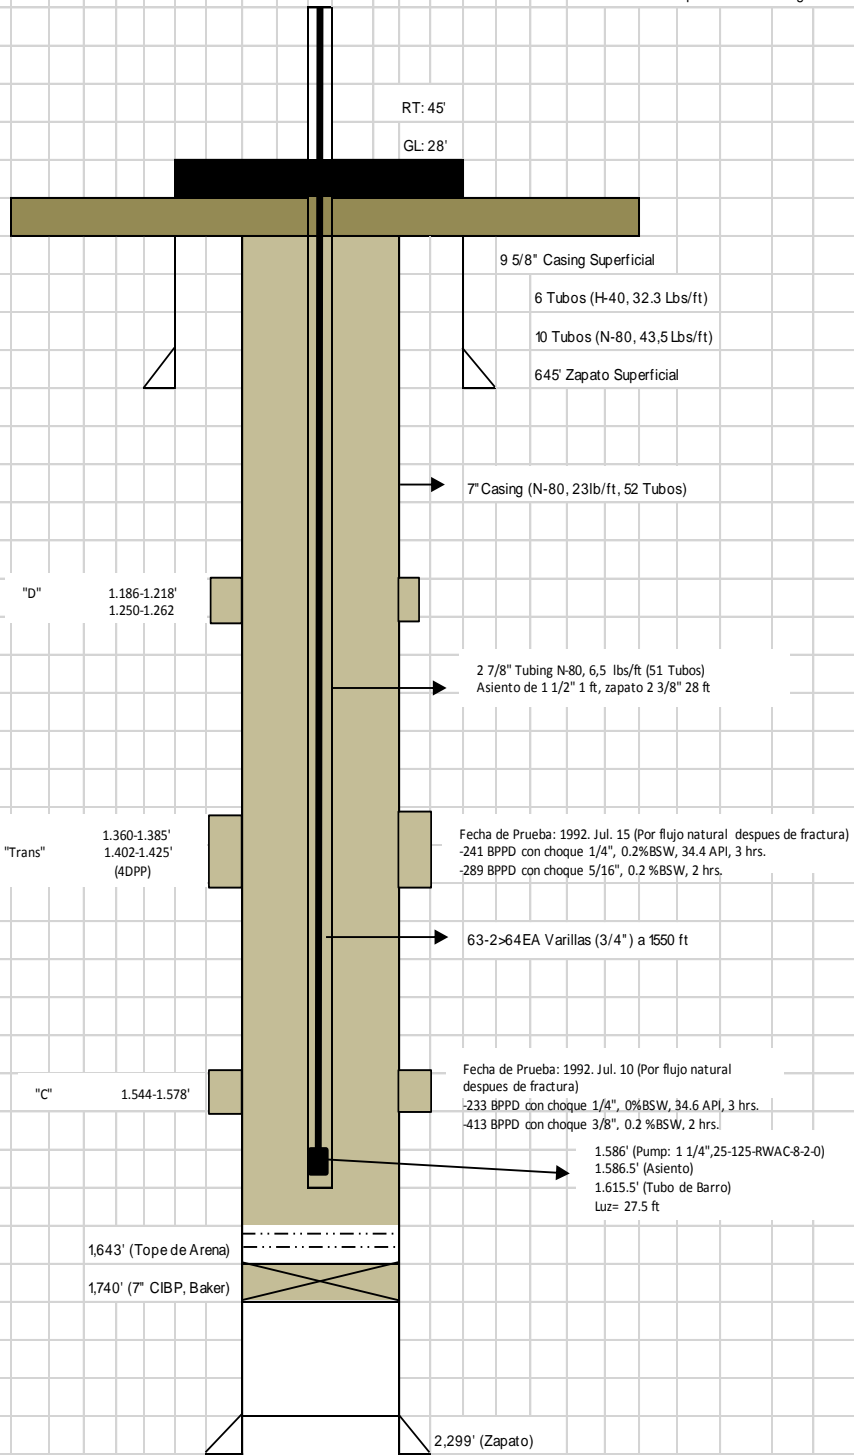 RT: 45'
GL: 28'
9 5/8" Casing Superficial
6 Tubos (H-40, 32.3 Lbs/ft)
10 Tubos (N-80, 43,5 Lbs/ft)
645' Zapato Superficial
7" Casing (N-80, 23lb/ft, 52 Tubos)
"D" 1.186-1.218'
1.250-1.262
2 7/8" Tubing N-80, 6,5 lbs/ft (51 Tubos)
Asiento de 1 1/2" 1 ft, zapato 2 3/8" 28 ft
"Trans"
1.360-1.385'
1.402-1.425'
(4DPP)
Fecha de Prueba: 1992. Jul. 15 (Por flujo natural despues de fractura)
-241 BPPD con choque 1/4", 0.2%BSW, 34.4 API, 3 hrs.
-289 BPPD con choque 5/16", 0.2 %BSW, 2 hrs.
63-2>64EA Varillas (3/4") a 1550 ft
"C" 1.544-1.578'
Fecha de Prueba: 1992. Jul. 10 (Por flujo natural
despues de fractura)
-233 BPPD con choque 1/4", 0%BSW, 34.6 API, 3 hrs.
-413 BPPD con choque 3/8", 0.2 %BSW, 2 hrs.
1.586' (Pump: 1 1/4",25-125-RWAC-8-2-0)
1.586.5' (Asiento)
1.615.5' (Tubo de Barro)
Luz= 27.5 ft
1,643' (Tope de Arena)
1,740' (7" CIBP, Baker)
2,299' (Zapato)